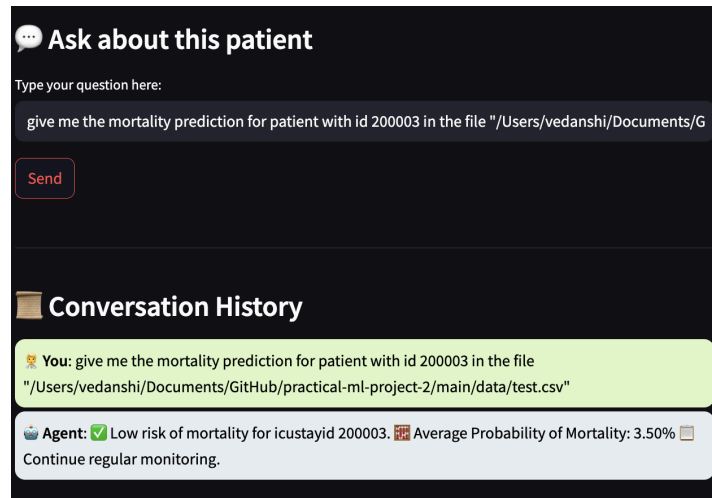 💬 Ask about this patient
Type your question here:
give me the mortality prediction for patient with id 200003 in the file "/Users/vedanshi/Documents/G
Send
📜 Conversation History
🧑‍⚕️ You: give me the mortality prediction for patient with id 200003 in the file
"/Users/vedanshi/Documents/GitHub/practical-ml-project-2/main/data/test.csv"
🤖 Agent: ✅ Low risk of mortality for icustayid 200003. 🧮 Average Probability of Mortality: 3.50% 📋
Continue regular monitoring.